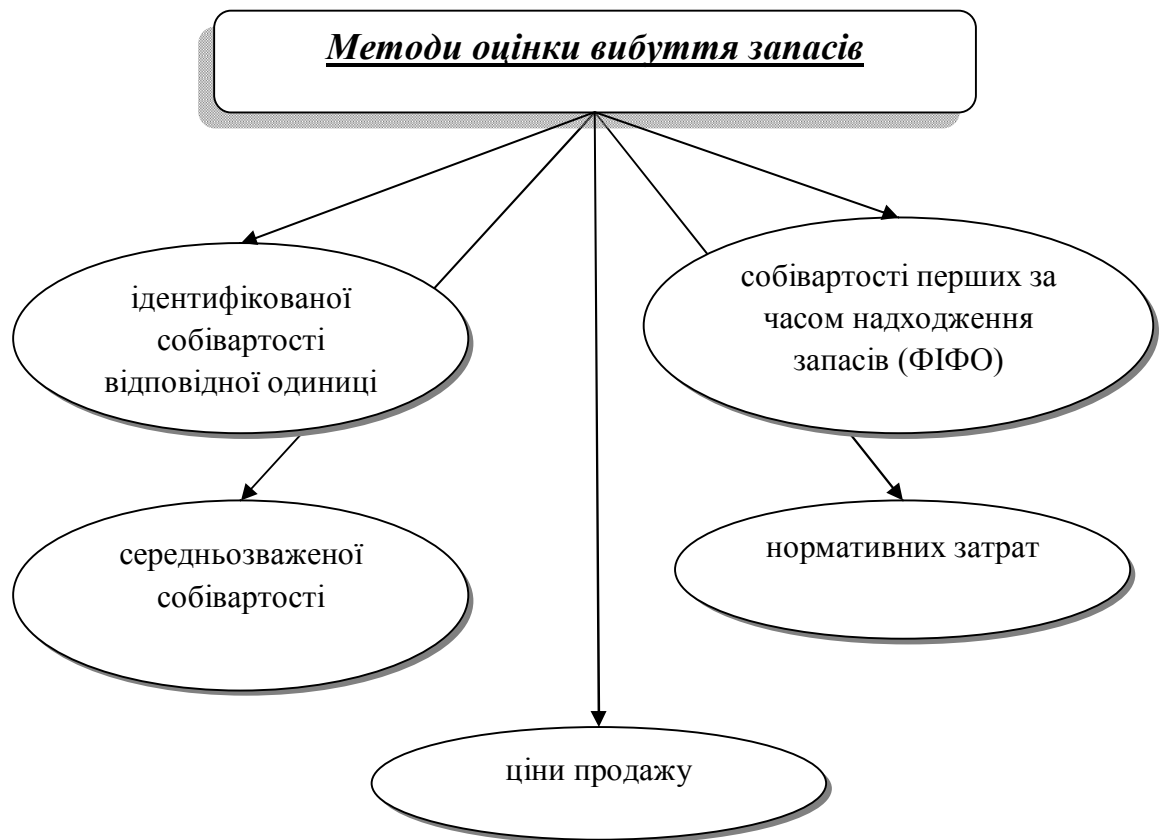 Методи оцінки вибуття запасів
ідентифікованої
собівартості
відповідної одиниці
собівартості перших за
часом надходження
запасів (ФІФО)
середньозваженої
собівартості
нормативних затрат
ціни продажу